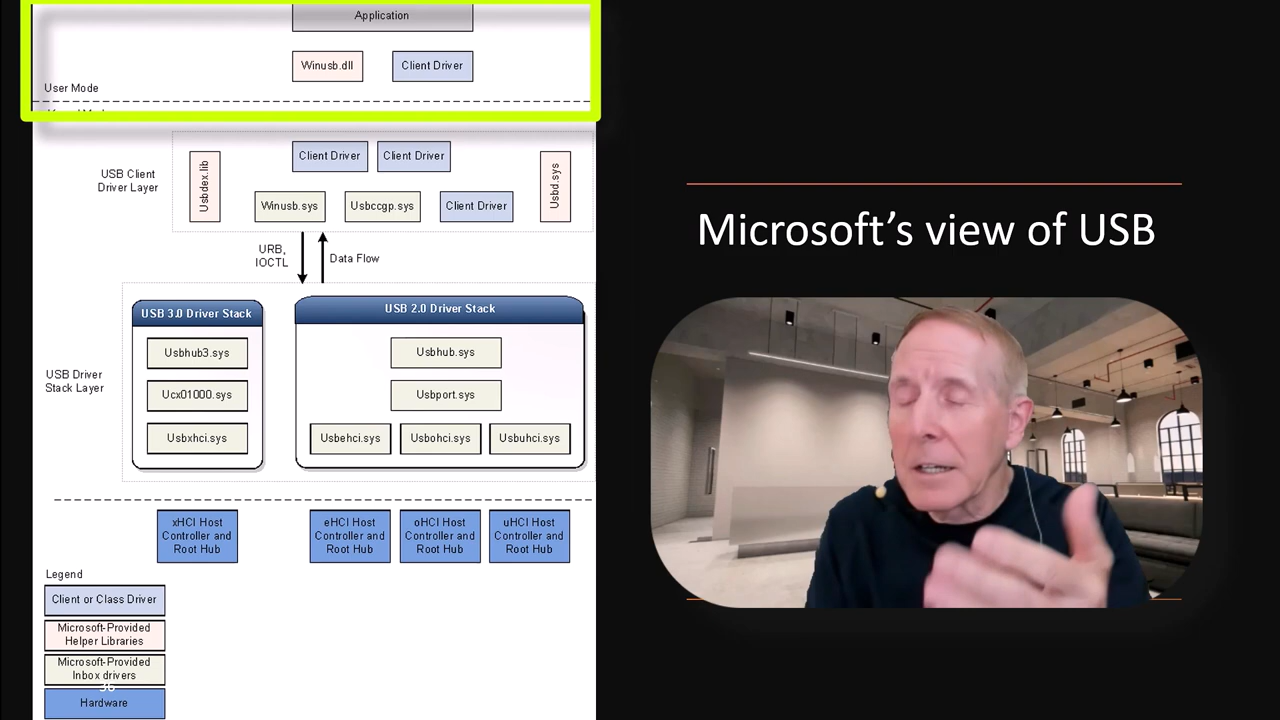 Application
Winusb.dll
Client Driver
User Mode
USB Client
Driver Layer
Usbdex.lib
Client Driver
Client Driver
Winusb.sys
Usbccgp.sys
Client Driver
Usbd.sys
URB,
IOCTL
Data Flow
USB Driver
Stack Layer
USB 3.0 Driver Stack
Usbhub3.sys
Ucx01000.sys
Usbxhci.sys
USB 2.0 Driver Stack
Usbhub.sys
Usbport.sys
Usbehci.sys
Usbohci.sys
Usbuhci.sys
xHCI Host
Controller and
Root Hub
eHCI Host
Controller and
Root Hub
oHCI Host
Controller and
Root Hub
uHCI Host
Controller and
Root Hub
Legend
Client or Class Driver
Microsoft-Provided
Helper Libraries
Microsoft-Provided
Inbox drivers
Hardware
Microsoft's view of USB